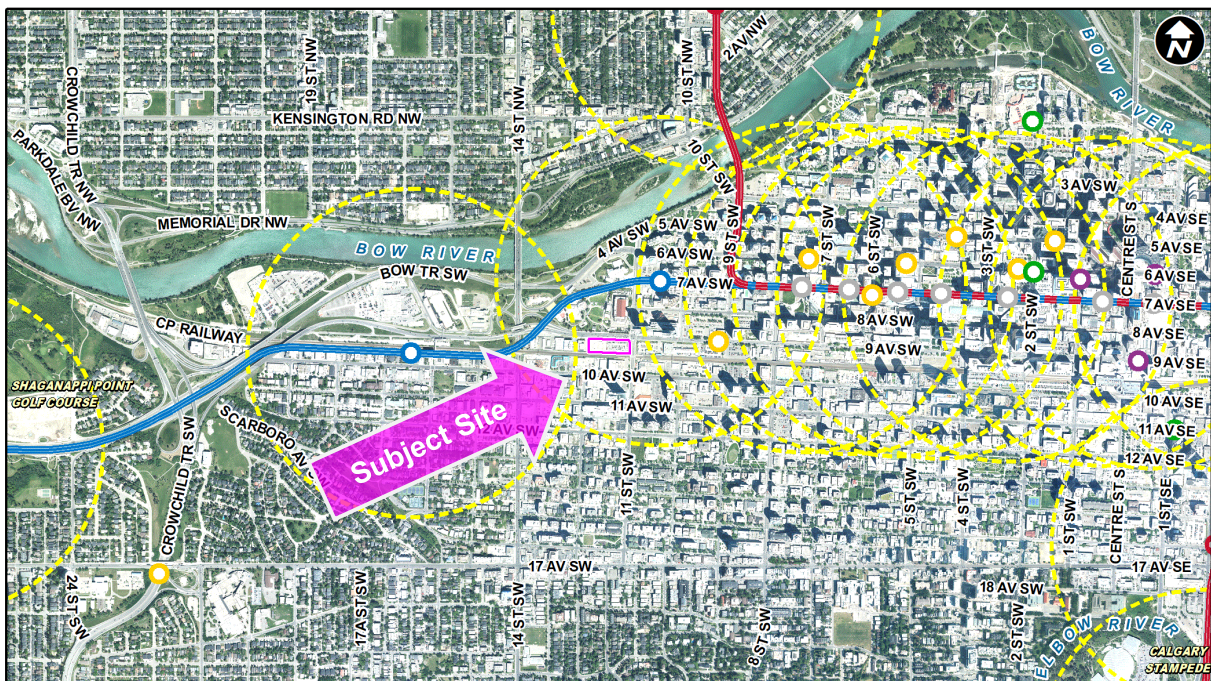 N
BOW RIVER
CROWCHILD TR NW
19 ST NW
14 ST NW
10 ST NW
2 AV NW
KENSINGTON RD NW
PARKDALE BV NW
10 ST SW
3 AV SW
MEMORIAL DR NW
4 AV SW
5 AV SW
9 ST SW
7 ST SW
6 ST SW
3 ST SW
CENTRE ST S
4 AV SE
BOW RIVER
6 AV SW
5 AV SE
BOW TR SW
7 AV SW
6 AV SE
2 ST SW
7 AV SE
CP RAILWAY
8 AV SW
8 AV SE
9 AV SW
9 AV SE
SHAGANAPPI POINT
GOLF COURSE
10 AV SW
10 AV SE
11 AV SW
SCARBORO AV SW
Subject Site
12 AV SW
11 AV SE
12 AV SE
CROWCHILD TR SW
11 ST SW
5 ST SW
4 ST SW
1 ST SW
CENTRE ST S
1 ST SE
17 AV SW
17 AV SE
24 ST SW
17A ST SW
14 ST SW
8 ST SW
18 AV SW
2 ST SW
ELBOW RIVER
CALGARY
STAMPEDE